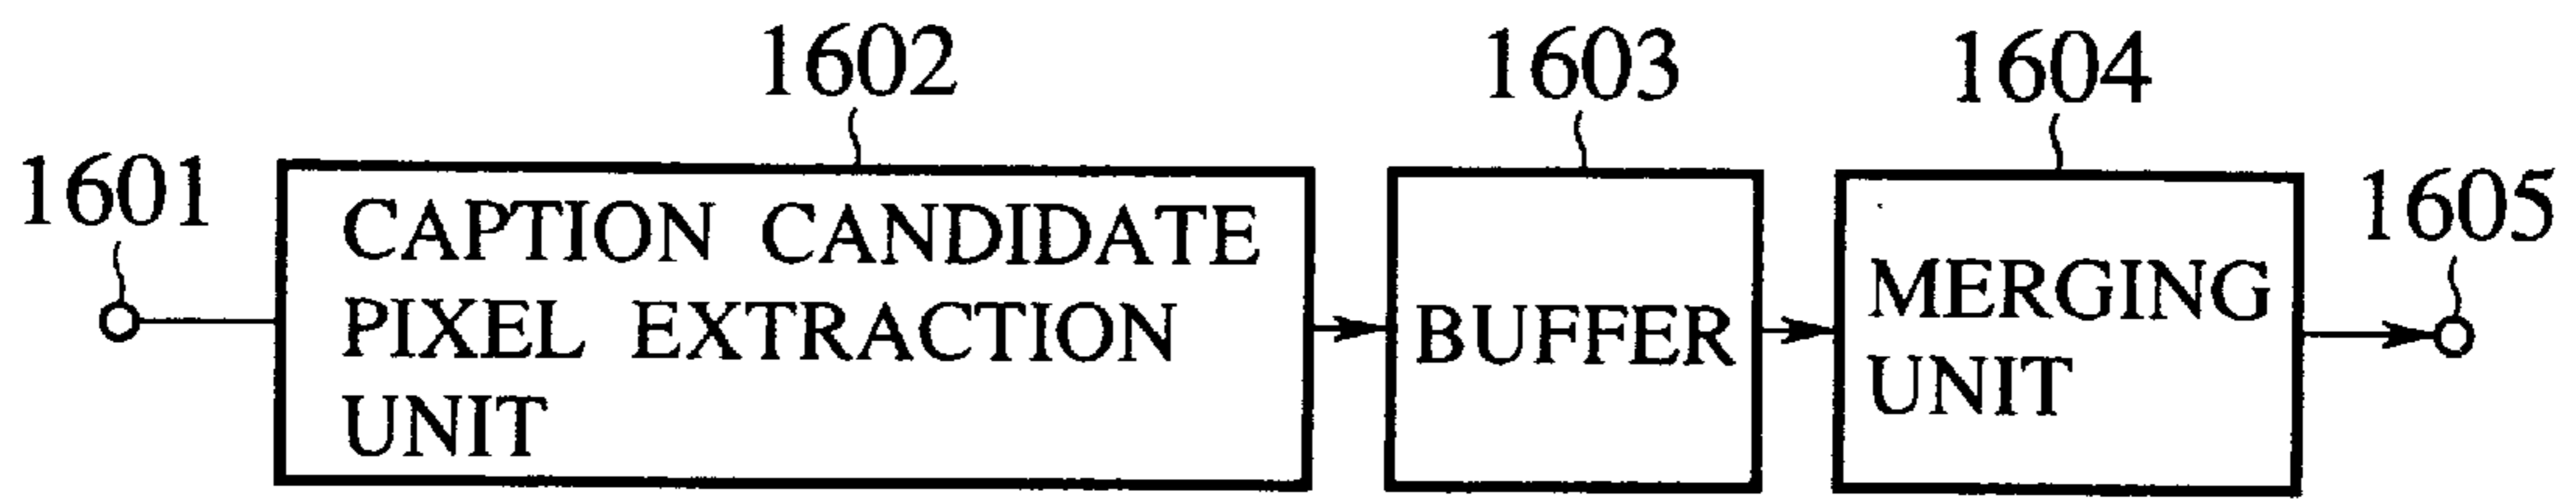 1601
1602
1603
1604
1605
CAPTION CANDIDATE
PIXEL EXTRACTION
UNIT
BUFFER
MERGING
UNIT